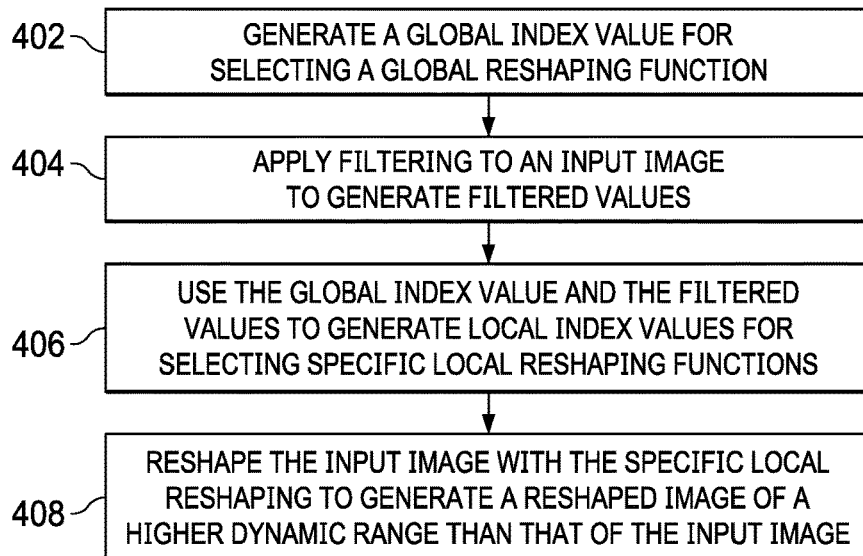 402
GENERATE A GLOBAL INDEX VALUE FOR
SELECTING A GLOBAL RESHAPING FUNCTION
404
APPLY FILTERING TO AN INPUT IMAGE
TO GENERATE FILTERED VALUES
406
USE THE GLOBAL INDEX VALUE AND THE FILTERED
VALUES TO GENERATE LOCAL INDEX VALUES FOR
SELECTING SPECIFIC LOCAL RESHAPING FUNCTIONS
408
RESHAPE THE INPUT IMAGE WITH THE SPECIFIC LOCAL
RESHAPING TO GENERATE A RESHAPED IMAGE OF A
HIGHER DYNAMIC RANGE THAN THAT OF THE INPUT IMAGE